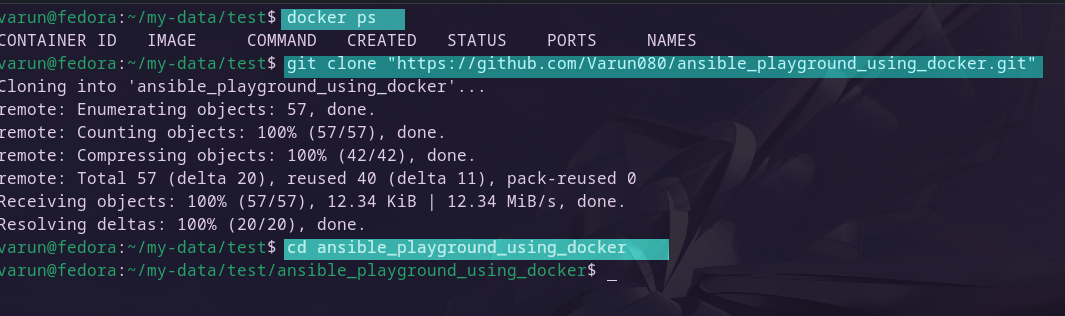 varun@fedora:~/my-data/test$ docker ps
CONTAINER ID   IMAGE     COMMAND   CREATED   STATUS    PORTS     NAMES
varun@fedora:~/my-data/test$ git clone "https://github.com/Varun080/ansible_playground_using_docker.git"
Cloning into 'ansible_playground_using_docker'...
remote: Enumerating objects: 57, done.
remote: Counting objects: 100% (57/57), done.
remote: Compressing objects: 100% (42/42), done.
remote: Total 57 (delta 20), reused 40 (delta 11), pack-reused 0
Receiving objects: 100% (57/57), 12.34 KiB | 12.34 MiB/s, done.
Resolving deltas: 100% (20/20), done.
varun@fedora:~/my-data/test$ cd ansible_playground_using_docker
varun@fedora:~/my-data/test/ansible_playground_using_docker$ _